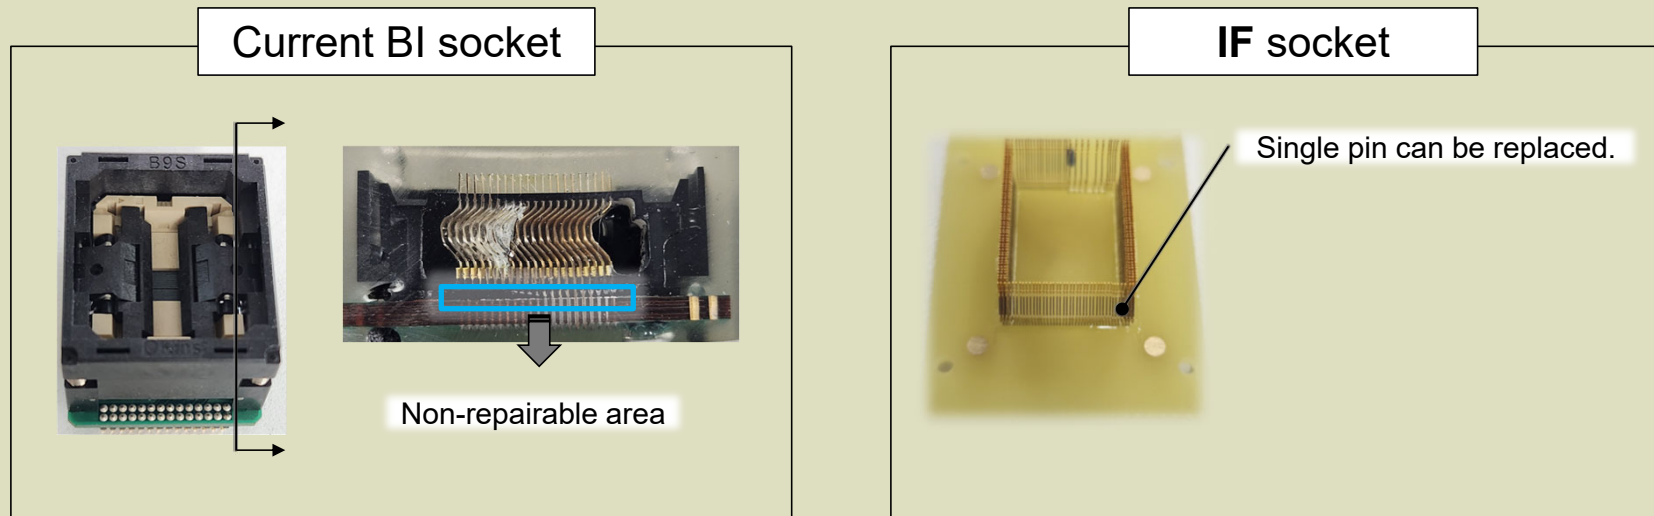 Current BI socket
IF socket
B9S
Single pin can be replaced.
Non-repairable area